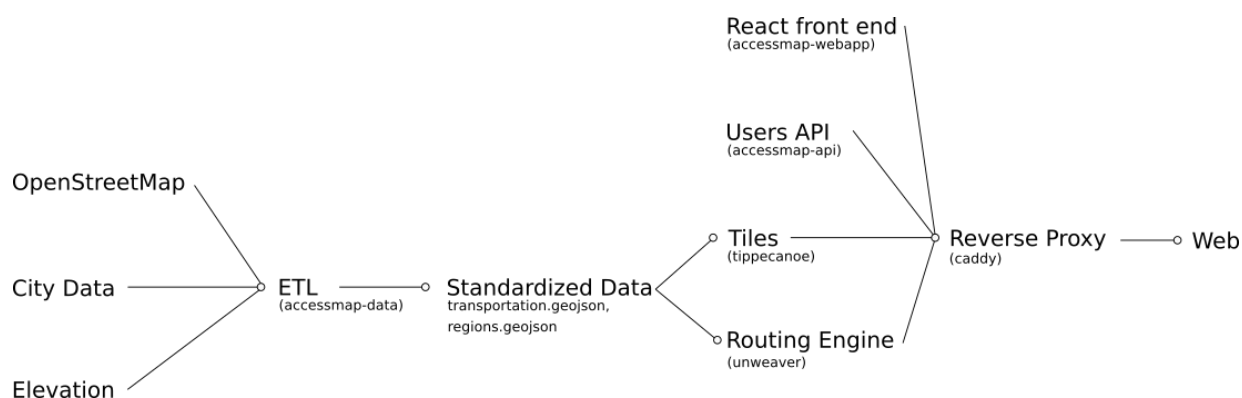 React front end
(accessmap-webapp)
Users API
(accessmap-api)
OpenStreetMap
City Data
Elevation
ETL
(accessmap-data)
Standardized Data
transportation.geojson,
regions.geojson
Tiles
(tippecanoe)
Routing Engine
(unweaver)
Reverse Proxy
(caddy)
Web